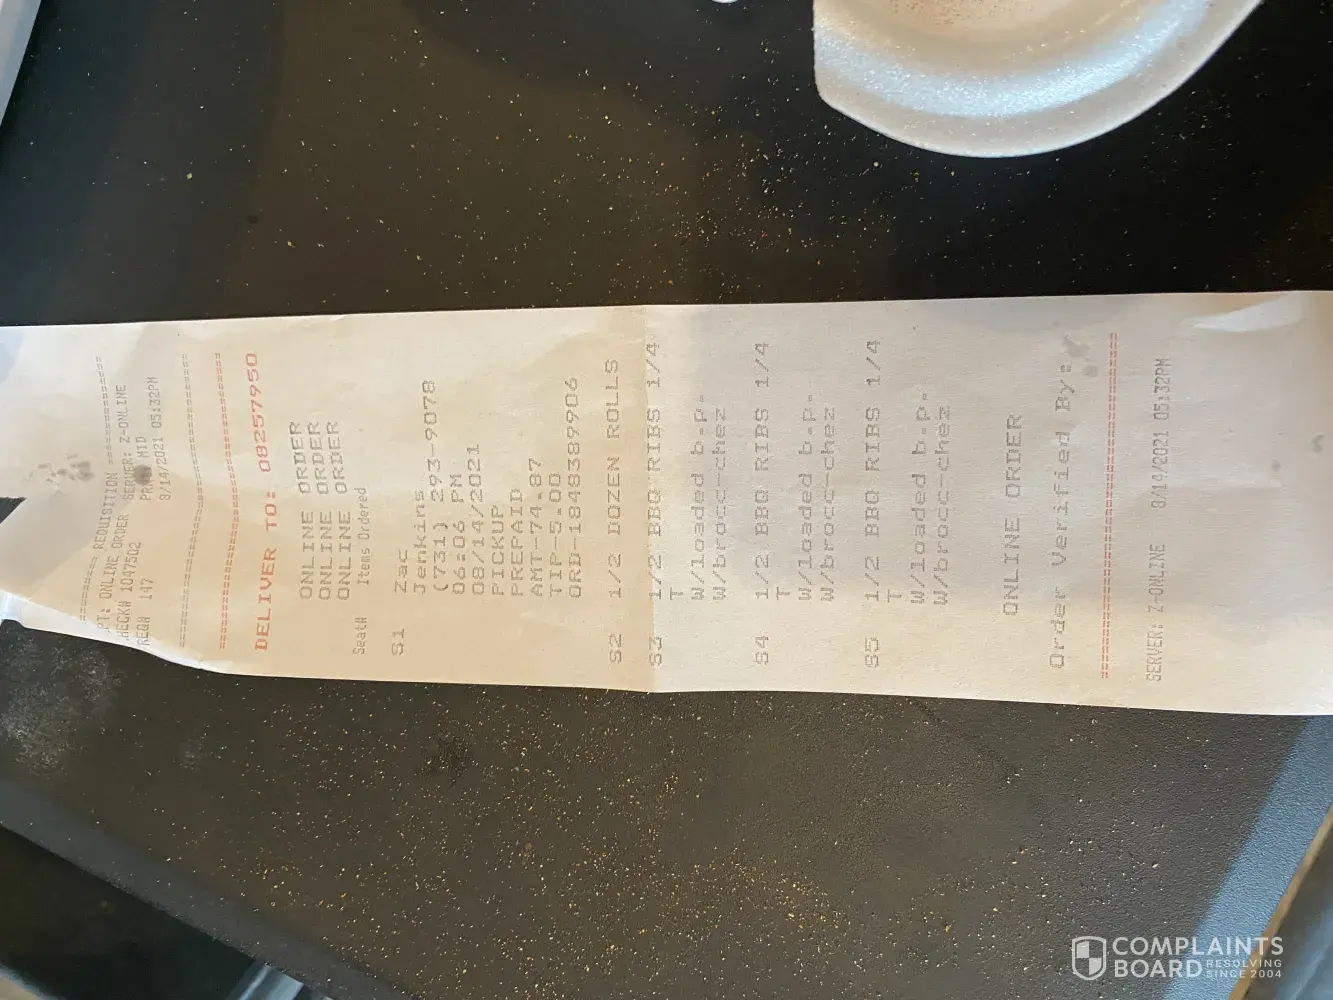 ======== REQUISITION ========
PT: ONLINE ORDER SERVER: Z-ONLINE
HECK# 1047502 MID
REQ# 147 8/14/2021 05:32PM
DELIVER TO: 08257950
ONLINE ORDER
ONLINE ORDER
ONLINE ORDER
Seat# Items Ordered
S1 Zac
Jenkins
(731) 293-9078
06:06 PM
08/14/2021
PICKUP
PREPAID
AMT-74.87
TIP-5.00
ORD-1848389906
S2 1/2 DOZEN ROLLS
S3 1/2 BBQ RIBS 1/4
T
W/loaded b.p.
W/brocc-chez
S4 1/2 BBQ RIBS 1/4
T
W/loaded b.p.
W/brocc-chez
S5 1/2 BBQ RIBS 1/4
T
W/loaded b.p.
W/brocc-chez
ONLINE ORDER
Order Verified By:
SERVER: Z-ONLINE 8/14/2021 05:32PM
COMPLAINTS
BOARD RESOLVING
SINCE 2004